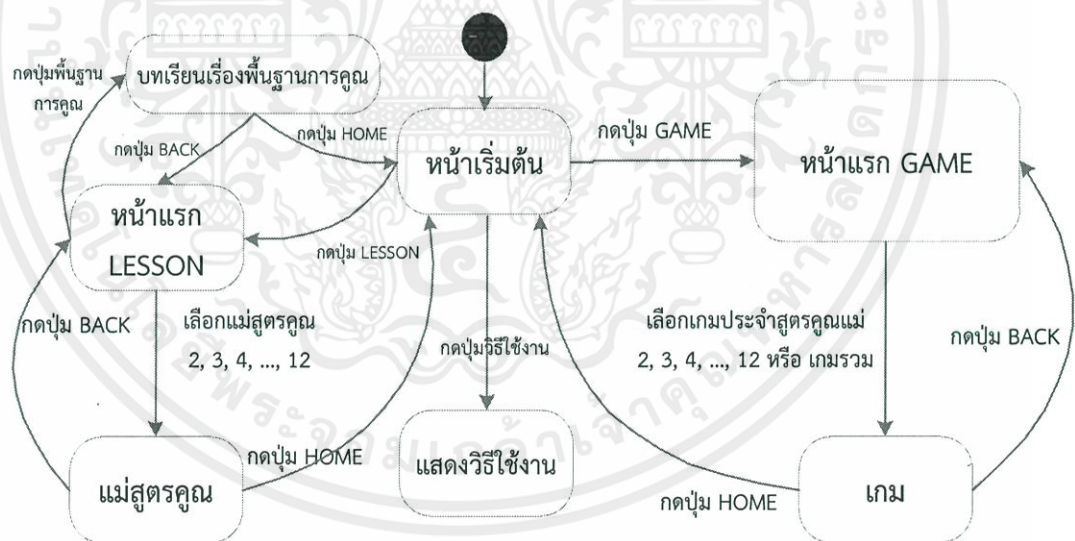 กดปุ่มพื้นฐาน
การคูณ
บทเรียนเรื่องพื้นฐานการคูณ
กดปุ่ม BACK
กดปุ่ม HOME
หน้าเริ่มต้น
กดปุ่ม GAME
หน้าแรก GAME
หน้าแรก
LESSON
กดปุ่ม LESSON
กดปุ่ม BACK
เลือกแม่สูตรคูณ
2, 3, 4, ..., 12
กดปุ่มวิธีใช้งาน
เลือกเกมประจำสูตรคูณแม่
2, 3, 4, ..., 12 หรือ เกมรวม
กดปุ่ม BACK
แม่สูตรคูณ
กดปุ่ม HOME
แสดงวิธีใช้งาน
กดปุ่ม HOME
เกม